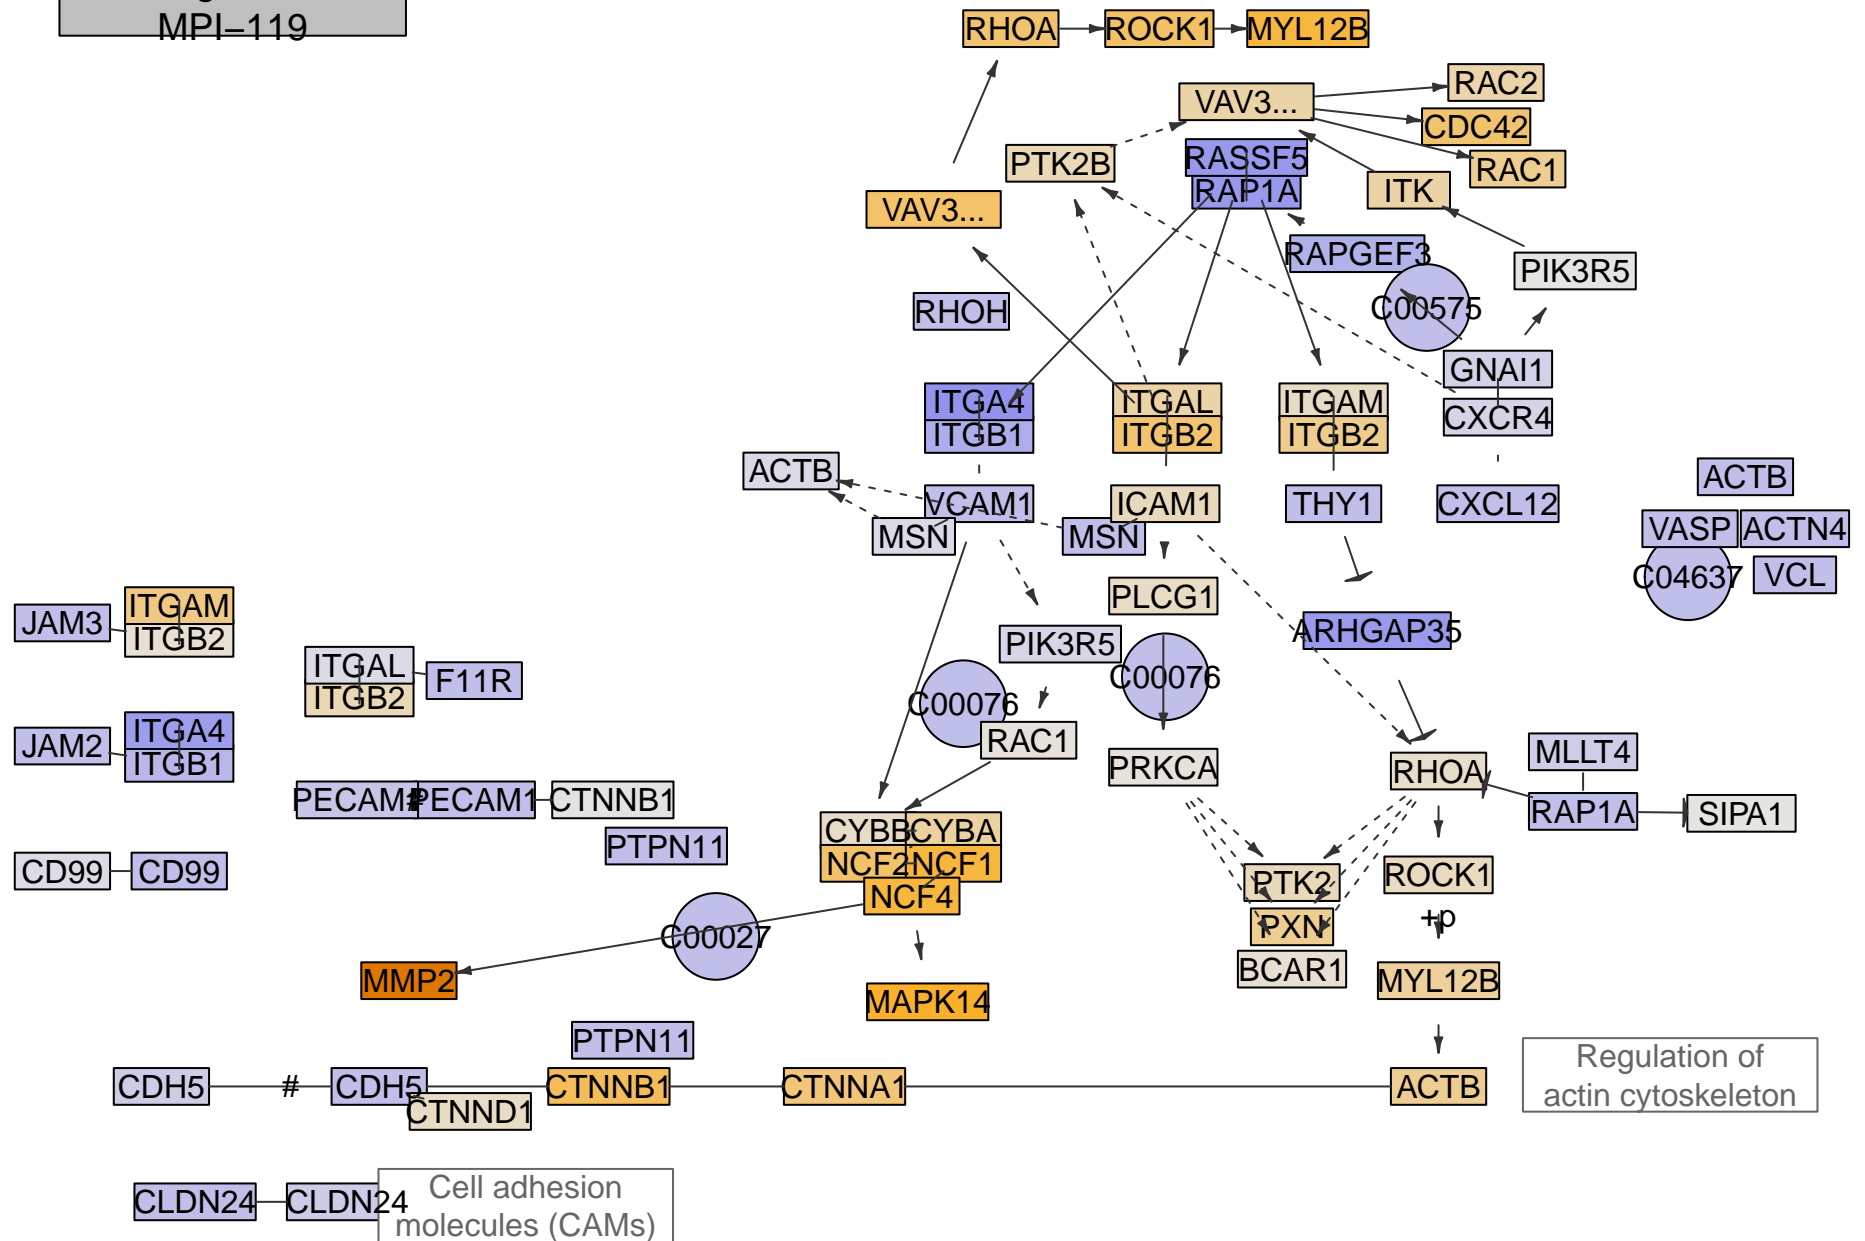 MPI–119
RHOA
ROCK1
MYL12B
RAC2
VAV3...
CDC42
RASSF5
PTK2B
RAC1
RAP1A
ITK
VAV3...
RAPGEF3
PIK3R5
RHOH
C00575
GNAI1
ITGA4
ITGAL
ITGAM
CXCR4
ITGB1
ITGB2
ITGB2
ACTB
ACTB
VCAM1
ICAM1
THY1
CXCL12
MSN
MSN
VASP
ACTN4
C04637
VCL
PLCG1
ITGAM
JAM3
ITGB2
ARHGAP35
PIK3R5
ITGAL
F11R
C00076
ITGB2
C00076
ITGA4
JAM2
ITGB1
RAC1
MLLT4
PRKCA
RHOA
PECAM1
#
PECAM1
CTNNB1
RAP1A
SIPA1
CYBB
CYBA
PTPN11
NCF2
NCF1
CD99
CD99
PTK2
ROCK1
NCF4
+p
PXN
C00027
BCAR1
MMP2
MYL12B
MAPK14
PTPN11
Regulation of
actin cytoskeleton
CDH5
#
CDH5
CTNNB1
CTNNA1
ACTB
CTNND1
CLDN24
CLDN24
Cell adhesion
molecules (CAMs)